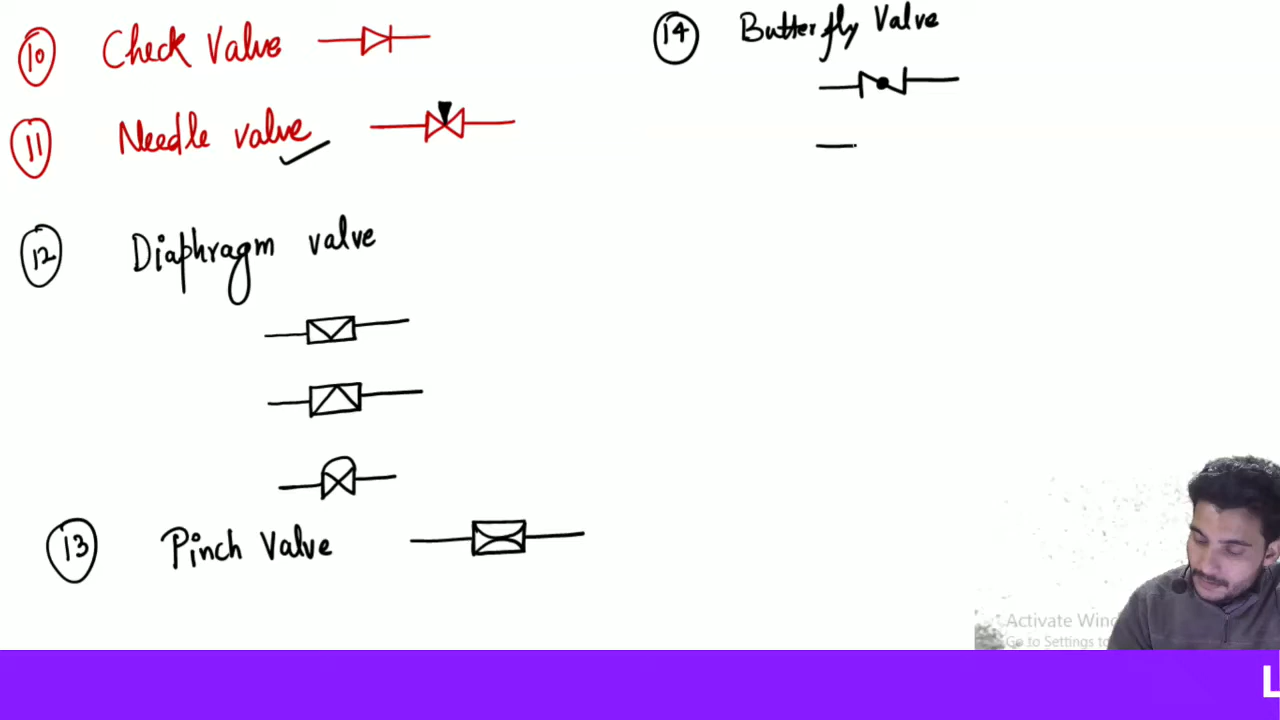 10 Check Valve
11 Needle valve
12 Diaphragm valve
13 Pinch Valve
14 Butterfly Valve
Activate Win
Go to Settings to
L